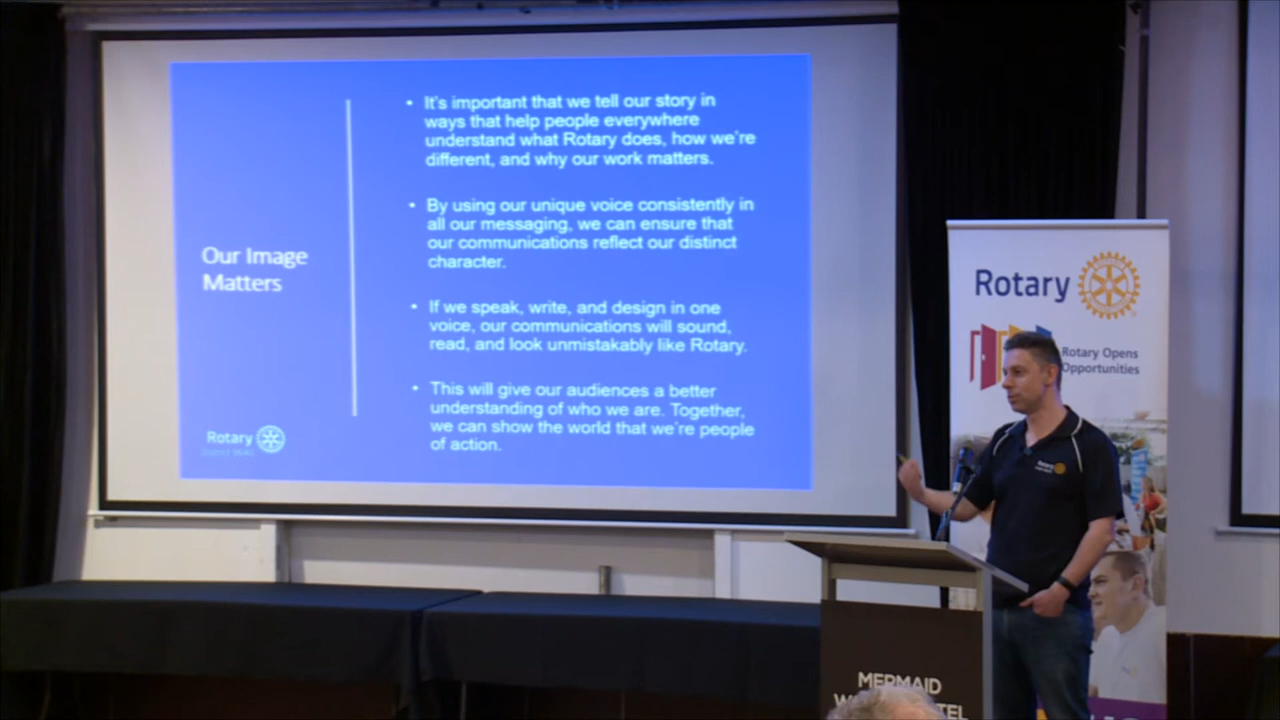 Our Image
Matters
• It's important that we tell our story in
ways that help people everywhere
understand what Rotary does, how we're
different, and why our work matters.
• By using our unique voice consistently in
all our messaging, we can ensure that
our communications reflect our distinct
character.
• If we speak, write, and design in one
voice, our communications will sound,
read, and look unmistakably like Rotary.
• This will give our audiences a better
understanding of who we are. Together,
we can show the world that we're people
of action.
Rotary
Rotary
Rotary Opens
Opportunities
Rotary
MERMAID